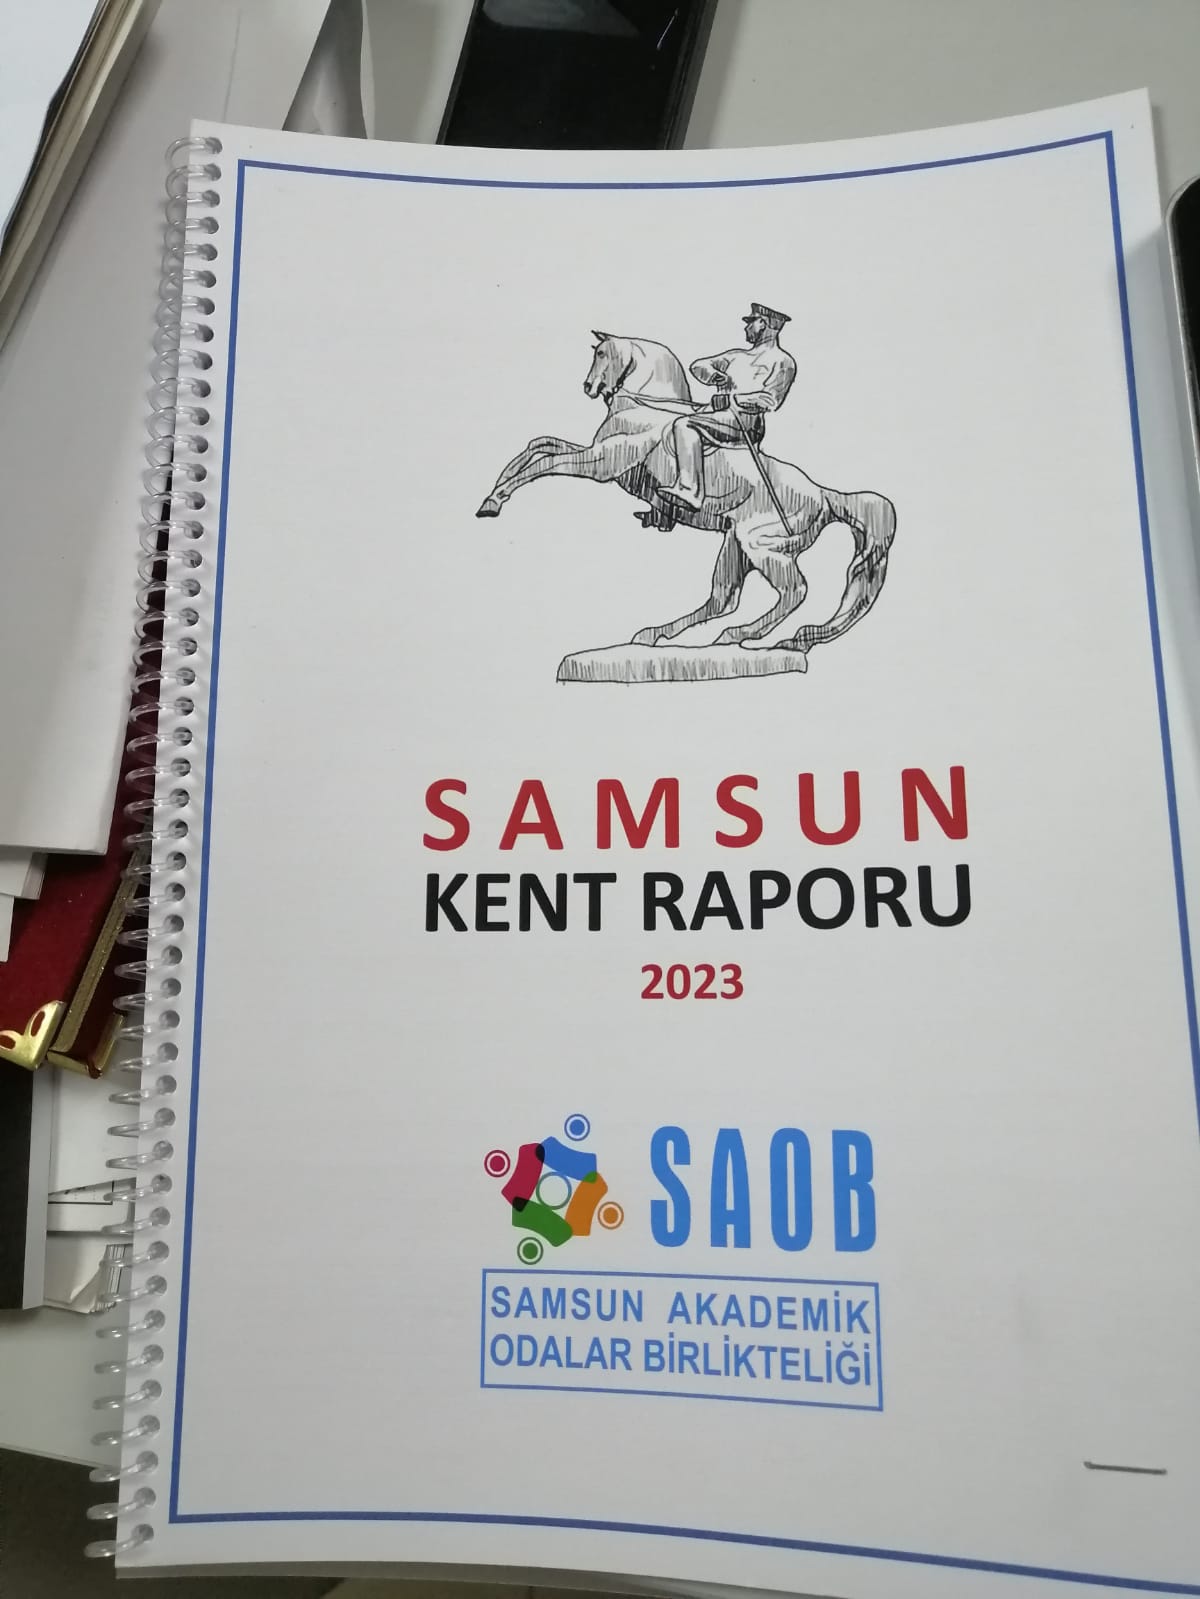 SAMSUN
KENT RAPORU
2023
SAOB
SAMSUN AKADEMİK
ODALAR BİRLİKTELİĞİ